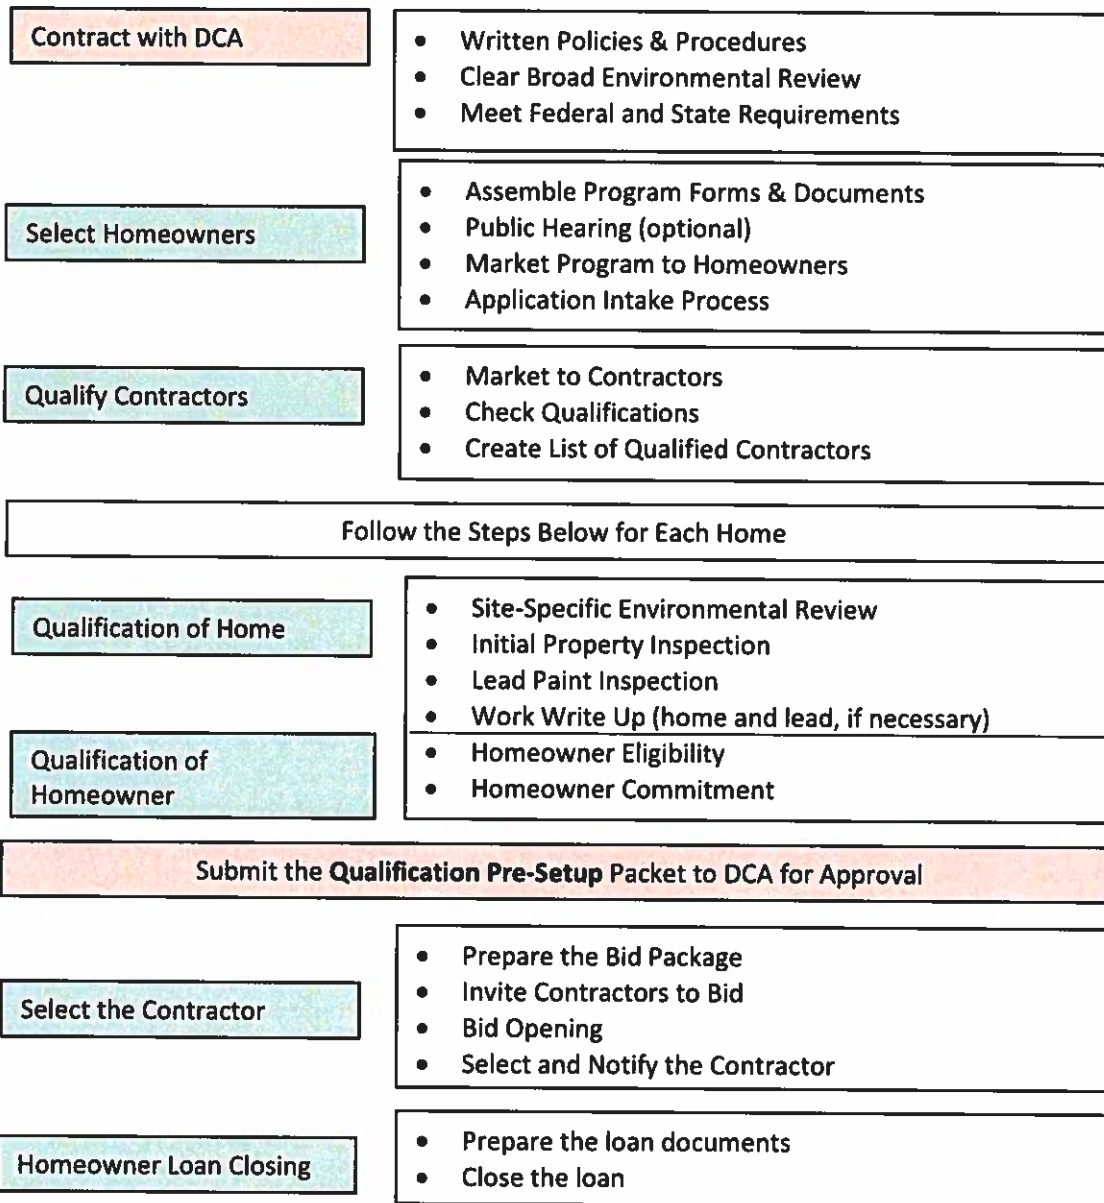 Contract with DCA
• Written Policies & Procedures
• Clear Broad Environmental Review
• Meet Federal and State Requirements
Select Homeowners
• Assemble Program Forms & Documents
• Public Hearing (optional)
• Market Program to Homeowners
• Application Intake Process
Qualify Contractors
• Market to Contractors
• Check Qualifications
• Create List of Qualified Contractors
Follow the Steps Below for Each Home
Qualification of Home
• Site-Specific Environmental Review
• Initial Property Inspection
• Lead Paint Inspection
• Work Write Up (home and lead, if necessary)
Qualification of
Homeowner
• Homeowner Eligibility
• Homeowner Commitment
Submit the Qualification Pre-Setup Packet to DCA for Approval
Select the Contractor
• Prepare the Bid Package
• Invite Contractors to Bid
• Bid Opening
• Select and Notify the Contractor
Homeowner Loan Closing
• Prepare the loan documents
• Close the loan